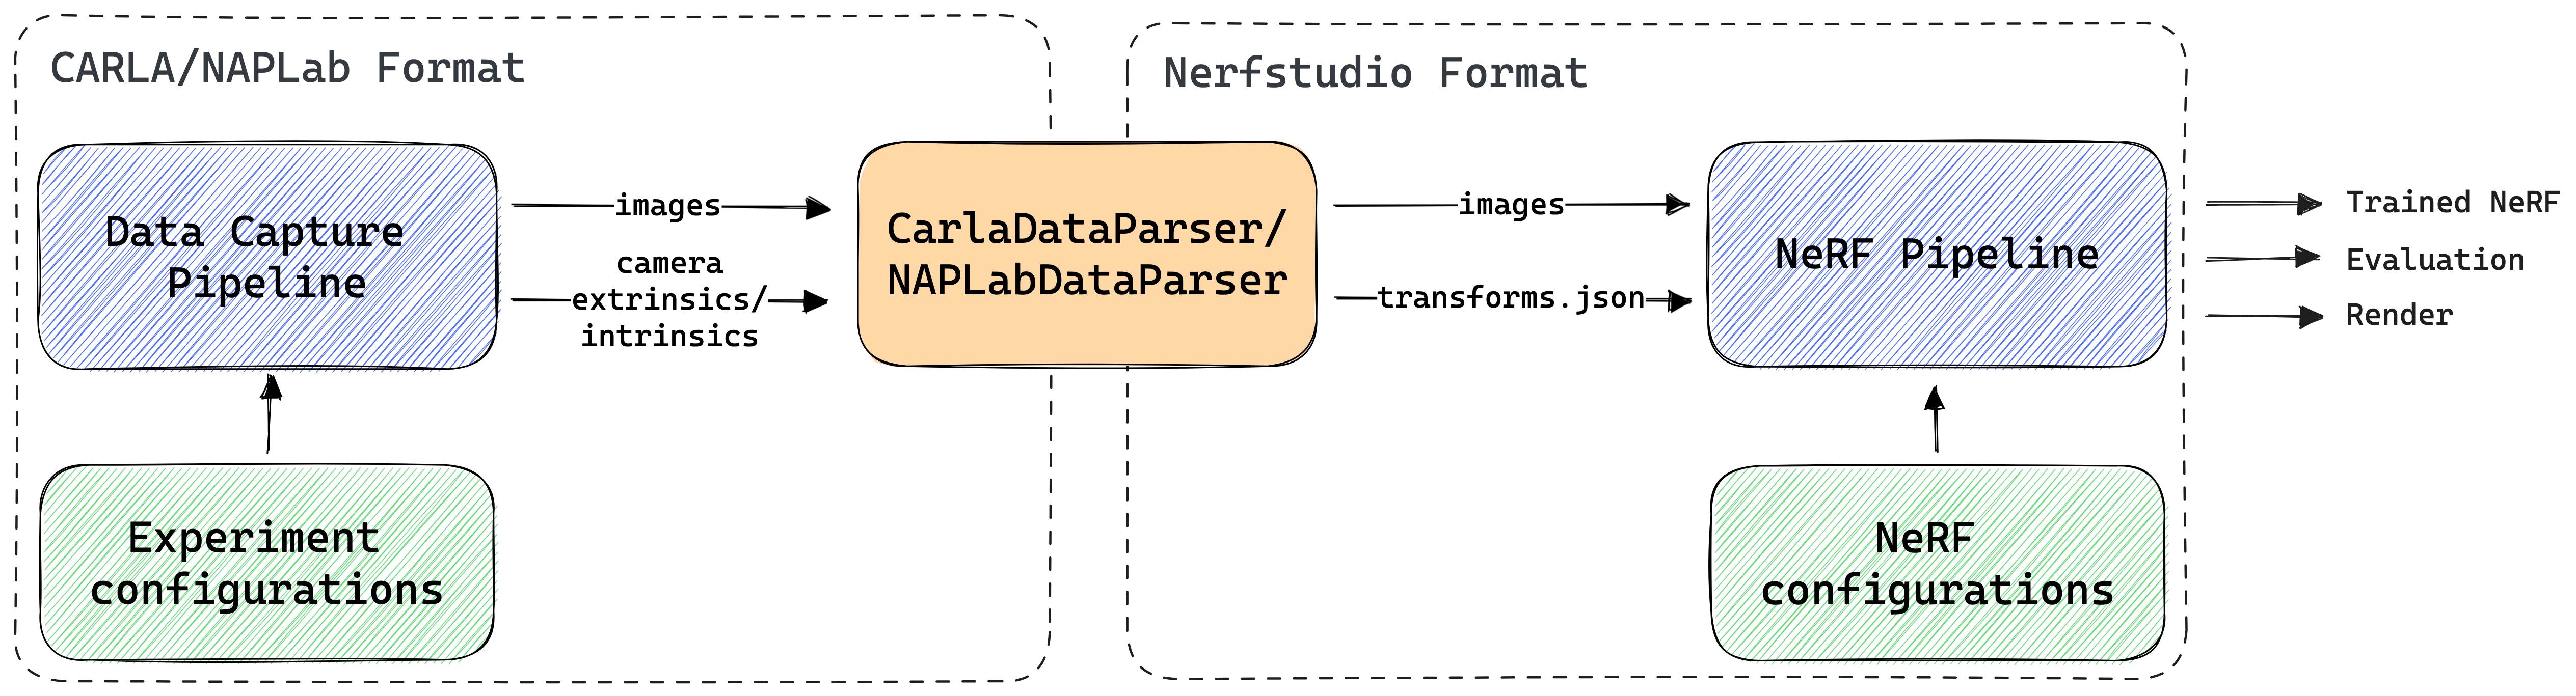 CARLA/NAPLab Format
Data Capture
Pipeline
Experiment
configurations
images
camera
extrinsics/
intrinsics
CarlaDataParser/
NAPLabDataParser
Nerfstudio Format
images
transforms.json
NeRF Pipeline
NeRF
configurations
Trained NeRF
Evaluation
Render